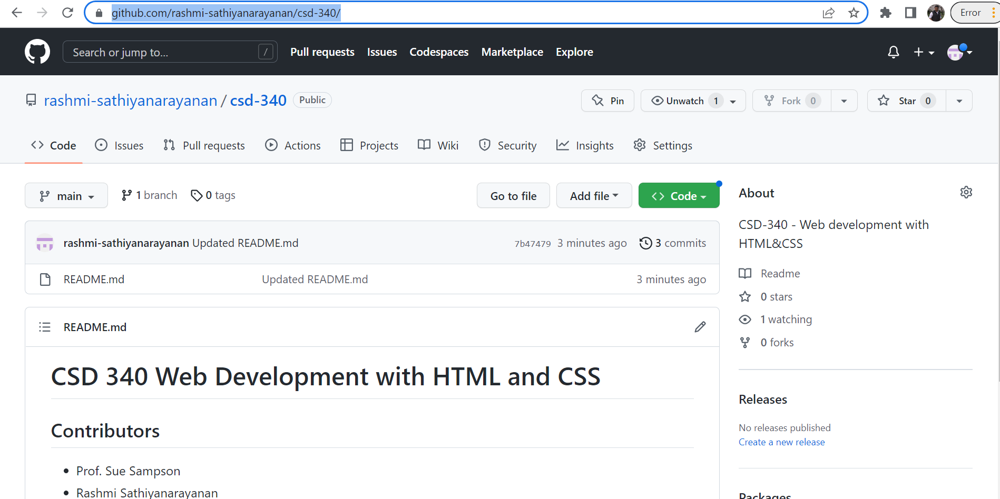 github.com/rashmi-sathiyanarayanan/csd-340/
Error
Search or jump to... /
Pull requests Issues Codespaces Marketplace Explore
rashmi-sathiyanarayanan / csd-340 Public
Pin Unwatch 1 Fork 0 Star 0
Code Issues Pull requests Actions Projects Wiki Security Insights Settings
main 1 branch 0 tags Go to file Add file Code
rashmi-sathiyanarayanan Updated README.md 7b47479 3 minutes ago 3 commits
README.md Updated README.md 3 minutes ago
README.md
CSD 340 Web Development with HTML and CSS
Contributors
• Prof. Sue Sampson
• Rashmi Sathiyanarayanan
About
CSD-340 - Web development with
HTML&CSS
Readme
0 stars
1 watching
0 forks
Releases
No releases published
Create a new release
Packages